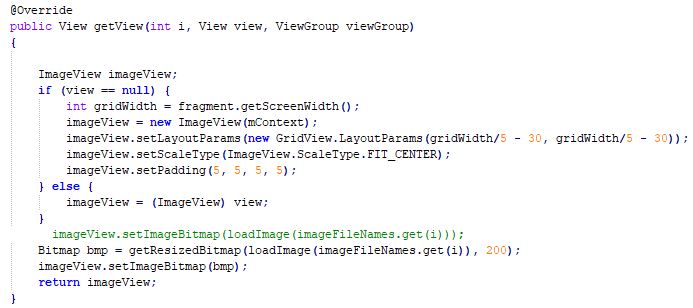 @Override
public View getView(int i, View view, ViewGroup viewGroup)
{
ImageView imageView;
if (view == null) {
int gridWidth = fragment.getScreenWidth();
imageView = new ImageView(mContext);
imageView.setLayoutParams(new GridView.LayoutParams(gridWidth/5 - 30, gridWidth/5 - 30));
imageView.setScaleType(ImageView.ScaleType.FIT_CENTER);
imageView.setPadding(5, 5, 5, 5);
} else {
imageView = (ImageView) view;
}
imageView.setImageBitmap(loadImage(imageFileNames.get(i)));
Bitmap bmp = getResizedBitmap(loadImage(imageFileNames.get(i)), 200);
imageView.setImageBitmap(bmp);
return imageView;
}